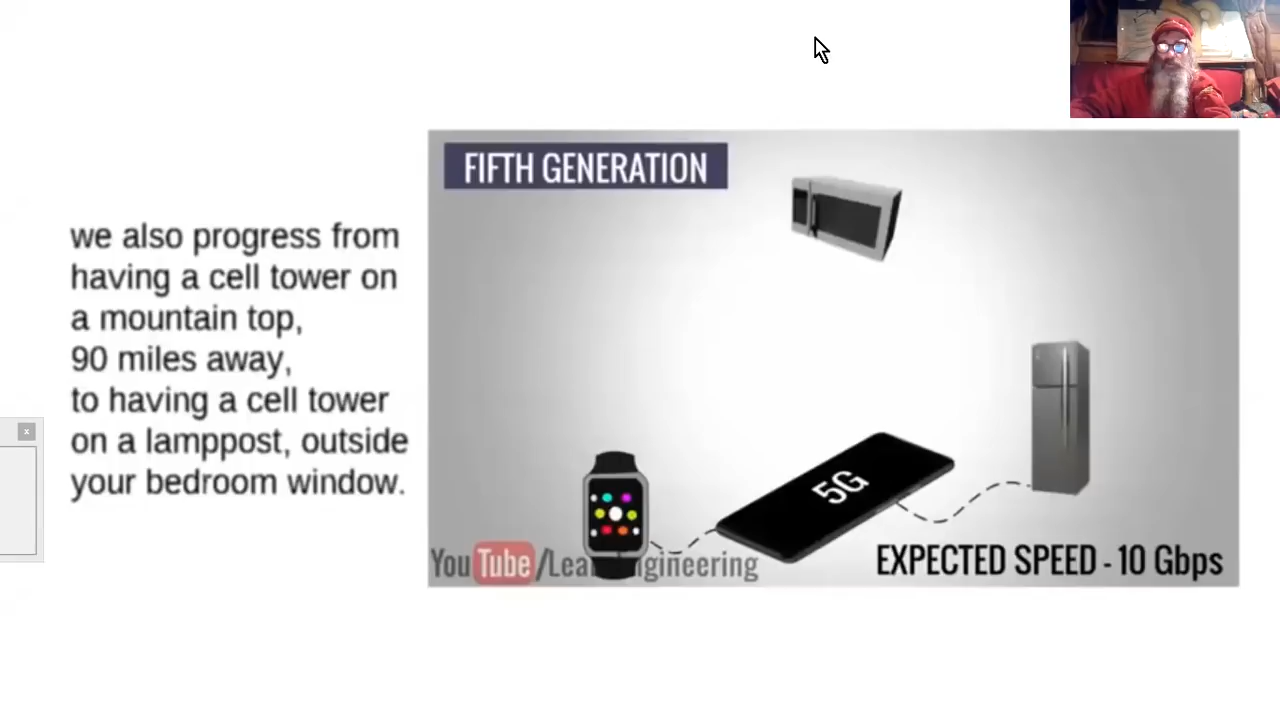 FIFTH GENERATION
we also progress from
having a cell tower on
a mountain top,
90 miles away,
to having a cell tower
on a lamppost, outside
your bedroom window.
x
5G
EXPECTED SPEED - 10 Gbps
YouTube/Lea ngineering